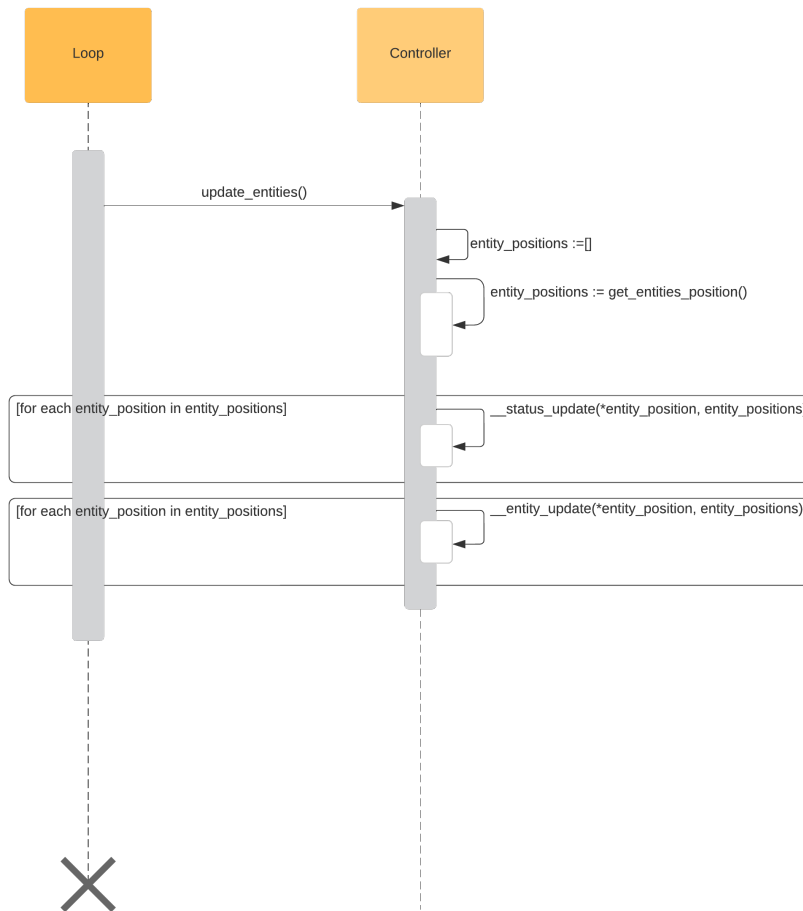 Loop
Controller
update_entities()
entity_positions :=[]
entity_positions := get_entities_position()
[for each entity_position in entity_positions]
__status_update(*entity_position, entity_positions
[for each entity_position in entity_positions]
__entity_update(*entity_position, entity_positions)